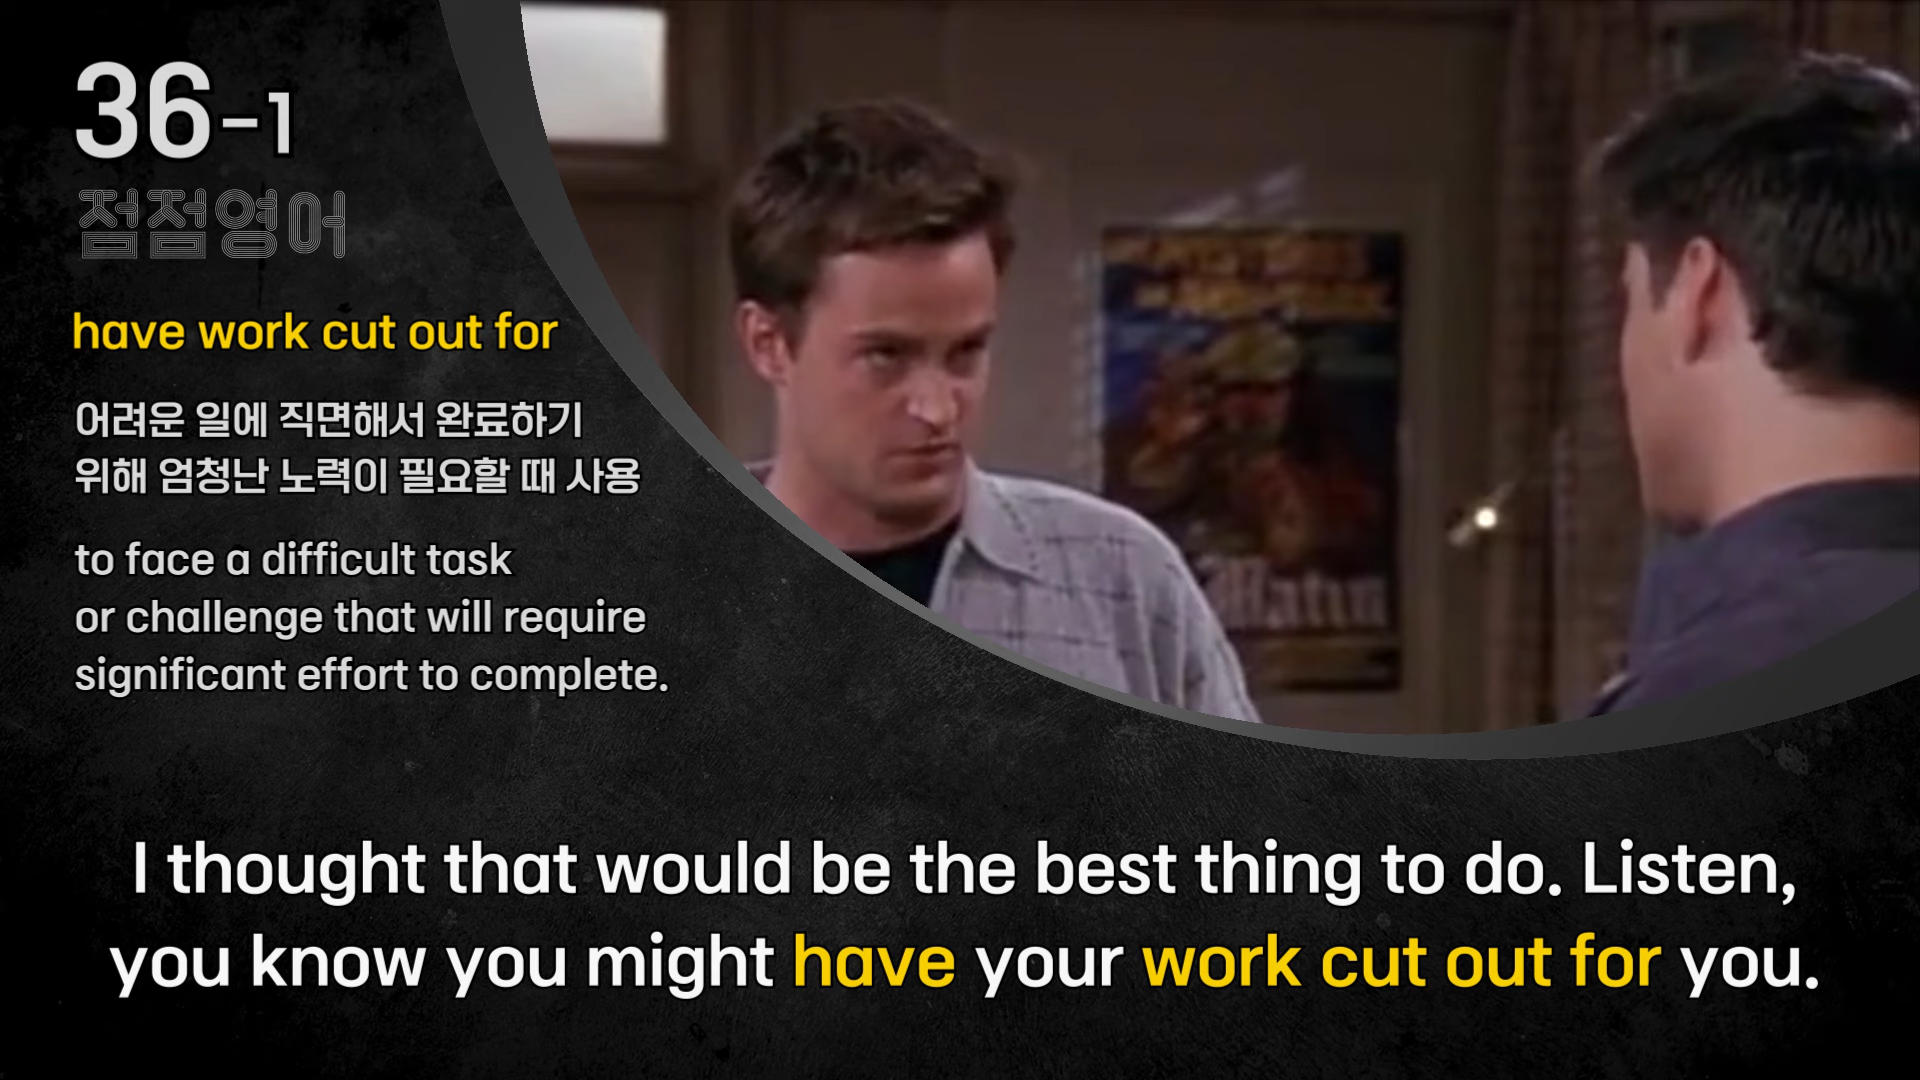 36-1
점점영어
have work cut out for
어려운 일에 직면해서 완료하기
위해 엄청난 노력이 필요할 때 사용
to face a difficult task
or challenge that will require
significant effort to complete.
I thought that would be the best thing to do. Listen,
you know you might have your work cut out for you.